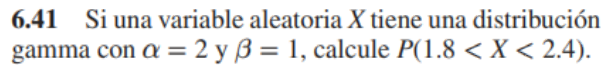 6.41 Si una variable aleatoria X tiene una distribución
gamma con α = 2 y β = 1, calcule P(1.8 < X < 2.4).